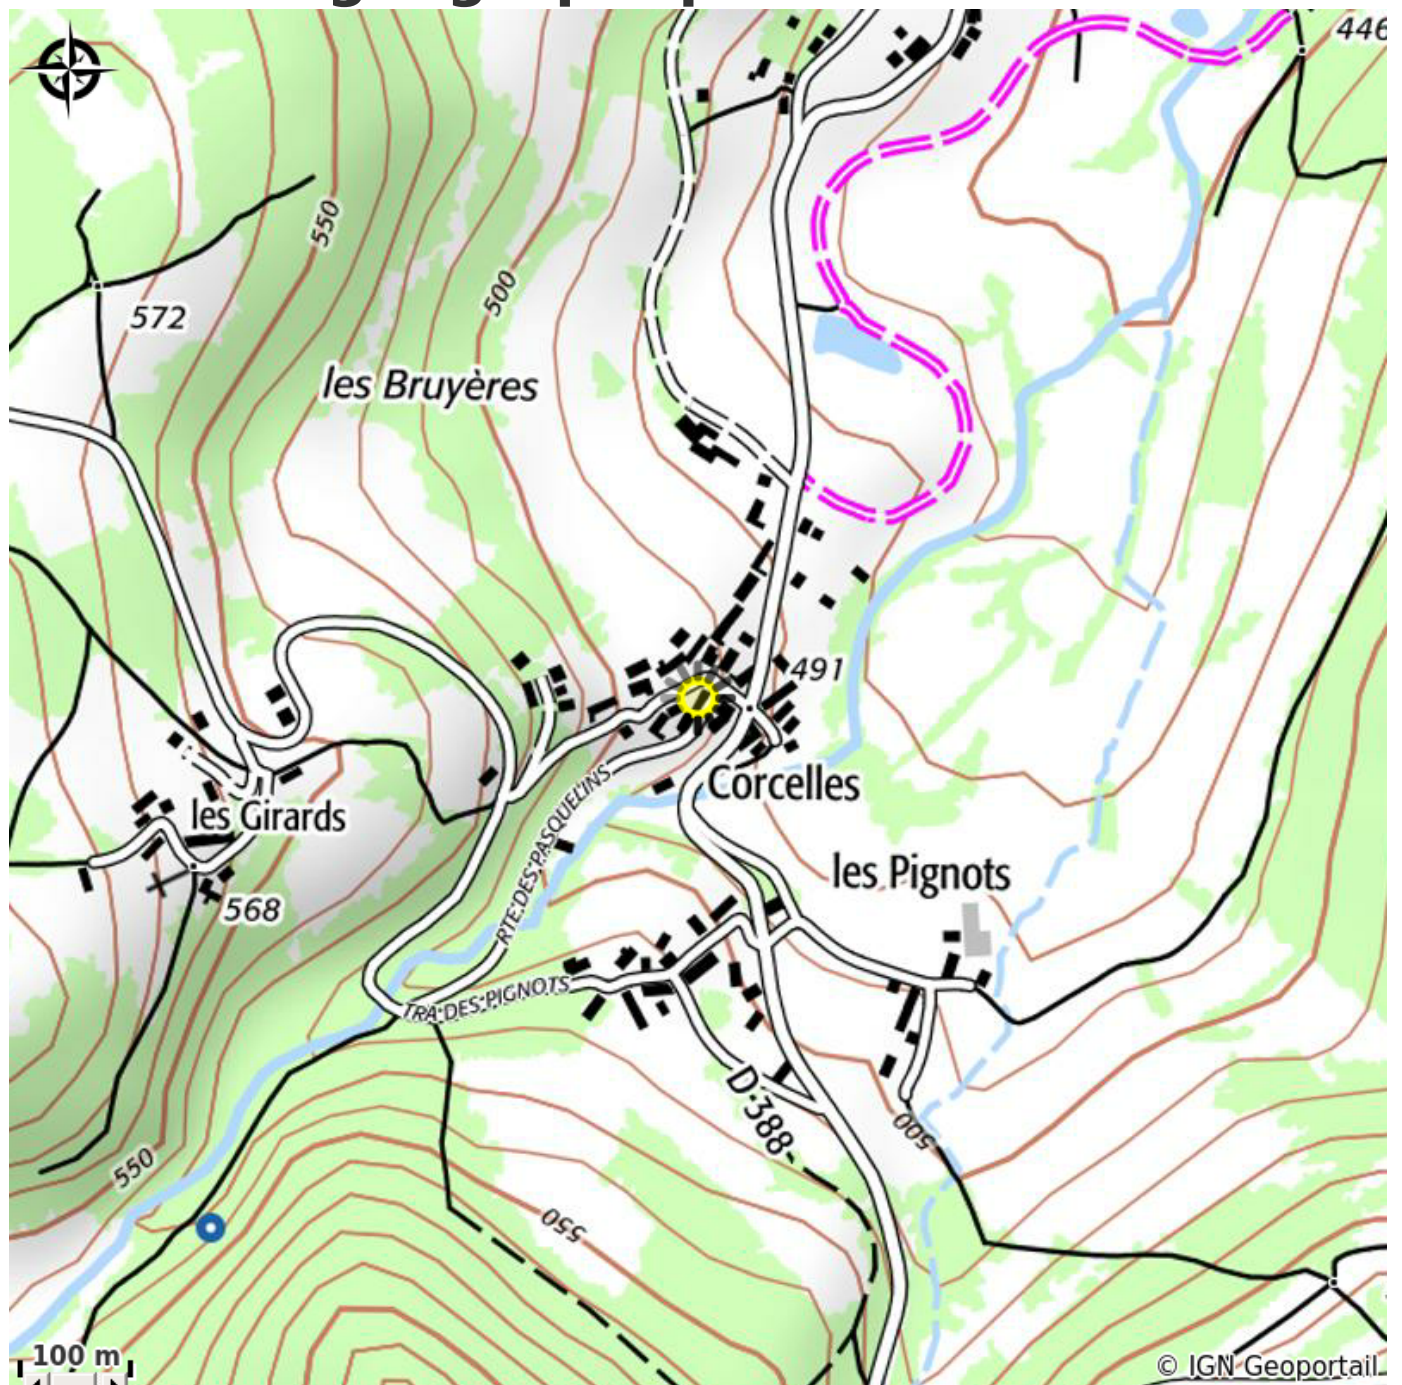 446
550
500
572
les Bruyères
491
RTE DES PASQUELINS
Corcelles
les Girards
les Pignots
568
TRA DES PIGNOTS
D 388
500
550
550
100 m
© IGN Geoportail